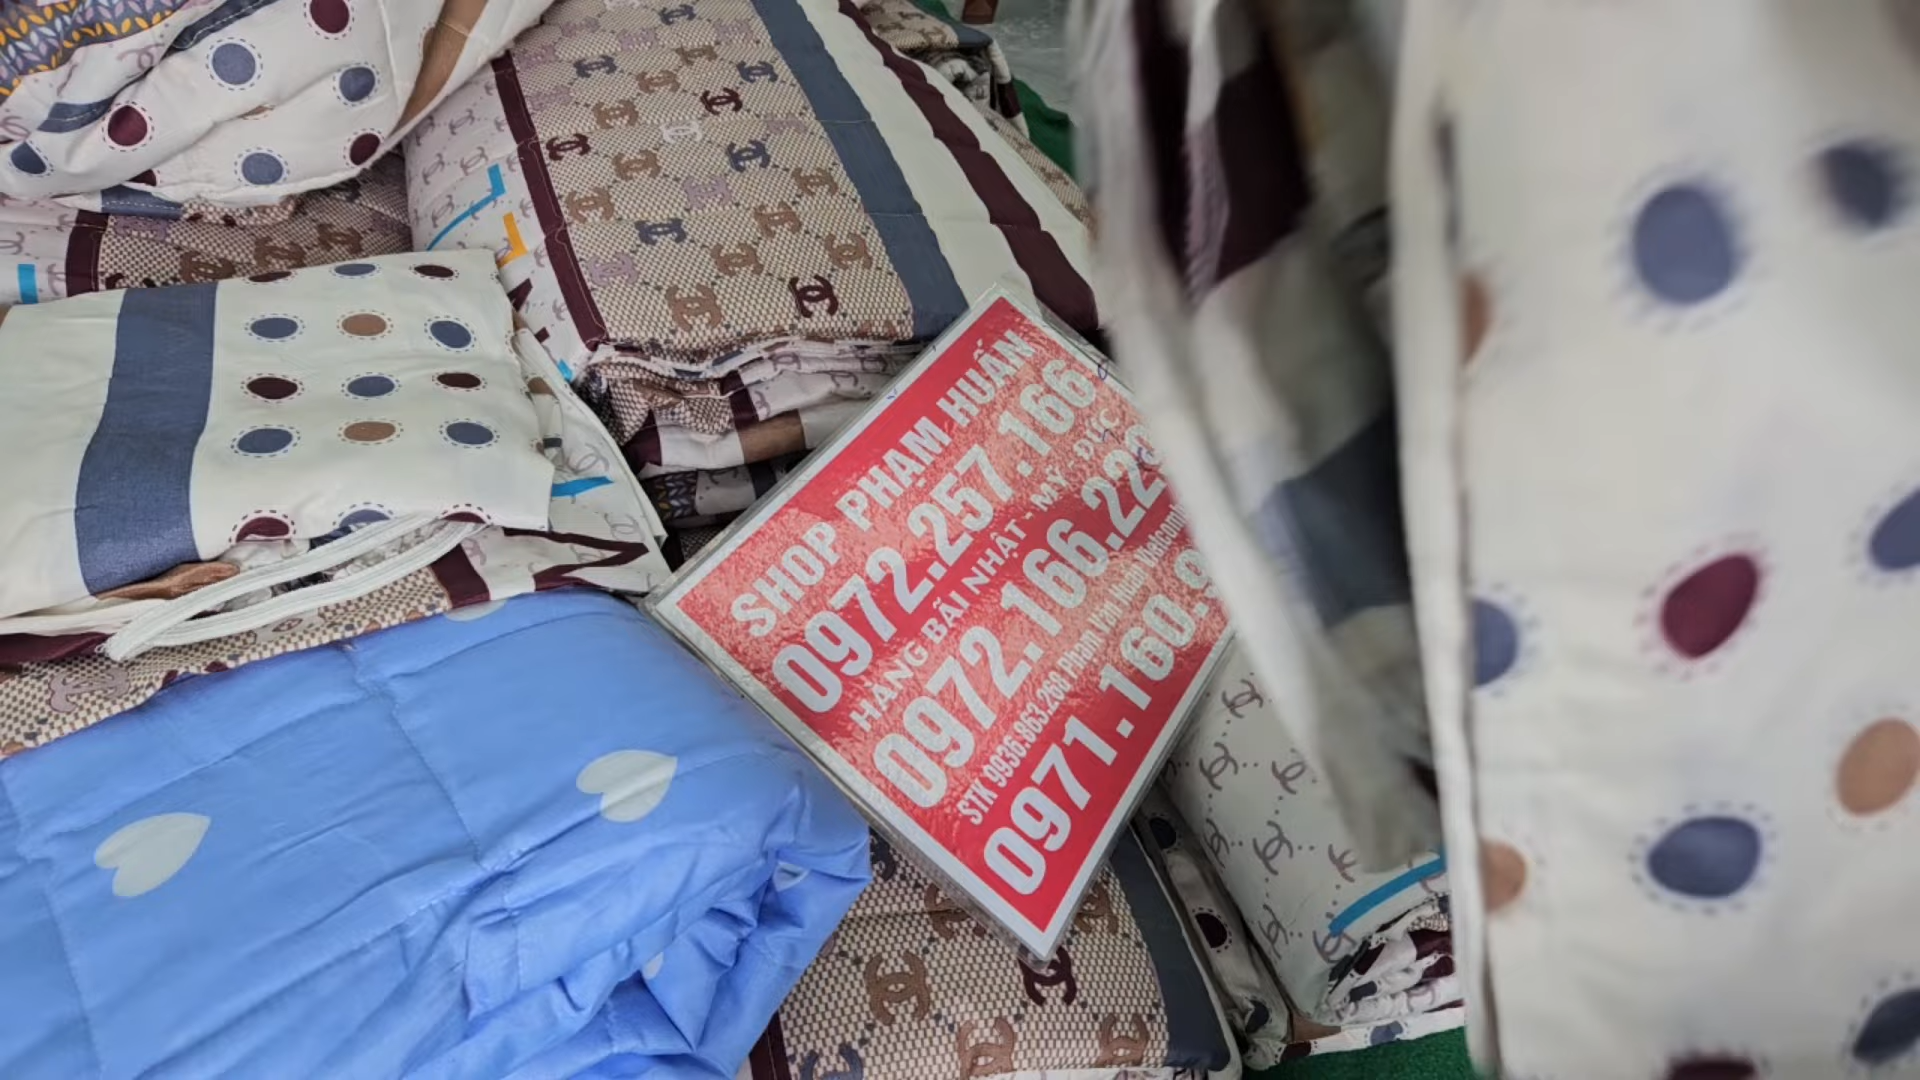 SHOP PHẠM HUẤN
0972.257.166
HÀNG BÃI NHẬT - MỸ - ĐỨC
0972.166.22
STK 9936.863.268 Phạm Văn Huấn
0971.160.9